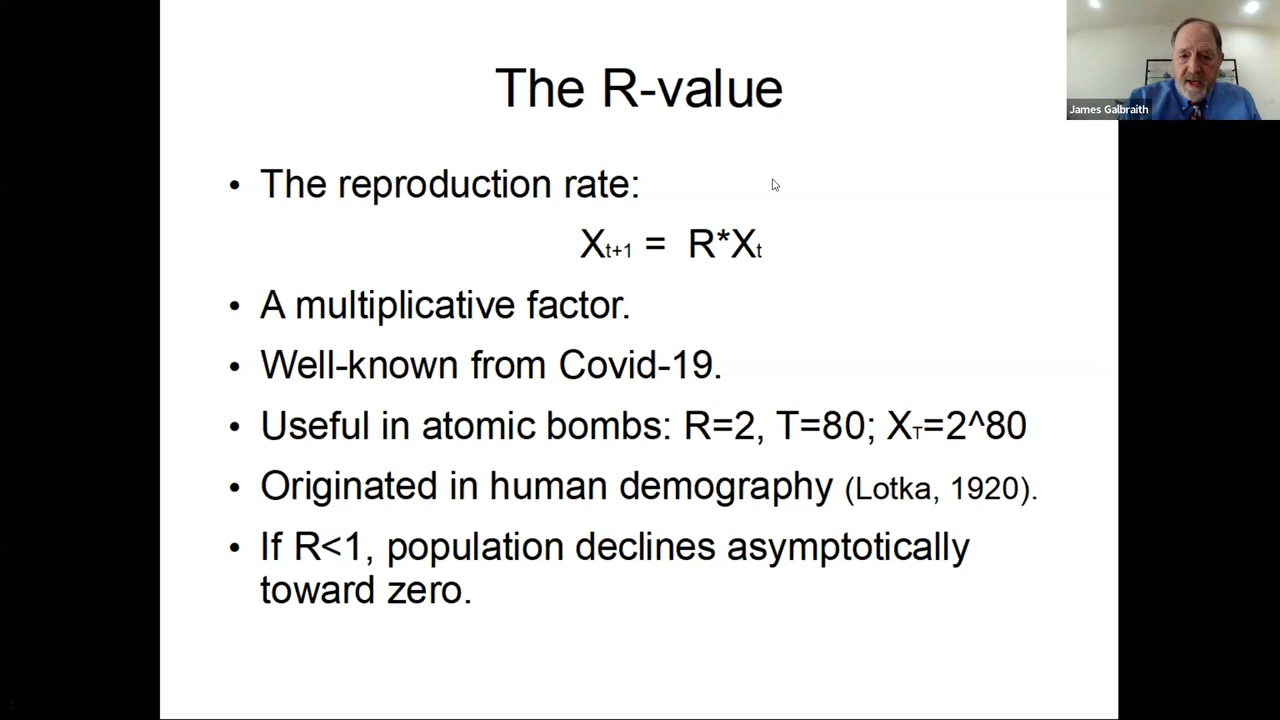 The R-value
James Galbraith
• The reproduction rate:
Xt+1 = R*Xt
• A multiplicative factor.
• Well-known from Covid-19.
• Useful in atomic bombs: R=2, T=80; XT=2^80
• Originated in human demography (Lotka, 1920).
• If R<1, population declines asymptotically
toward zero.